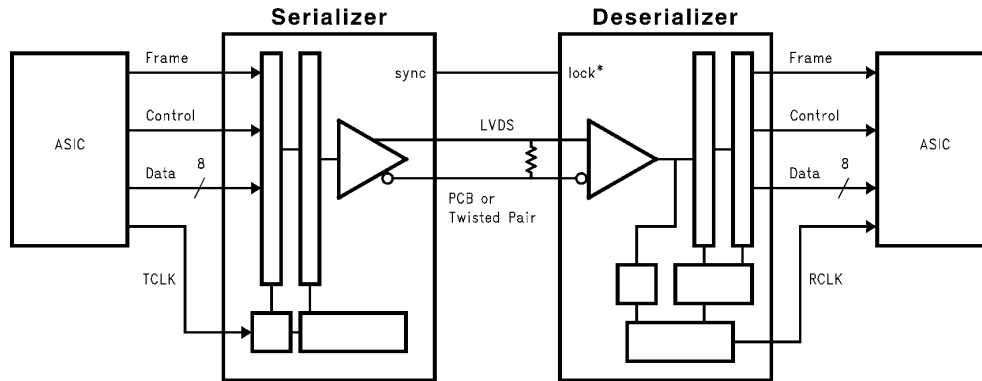 Serializer
Deserializer
Frame
Control
Data
8
TCLK
ASIC
sync
lock*
LVDS
PCB or
Twisted Pair
Frame
Control
Data
8
RCLK
ASIC